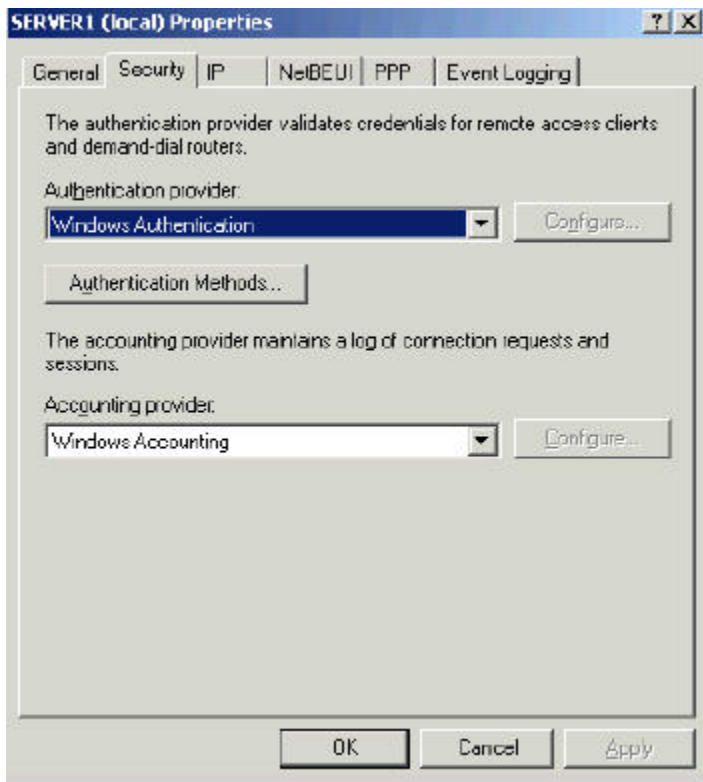 SERVER1 (local) Properties
General Security IP NetBEUI PPP Event Logging
The authentication provider validates credentials for remote access clients
and demand-dial routers.
Authentication provider:
Windows Authentication
Configure...
Authentication Methods...
The accounting provider maintains a log of connection requests and
sessions.
Accounting provider:
Windows Accounting
Configure...
OK Cancel Apply